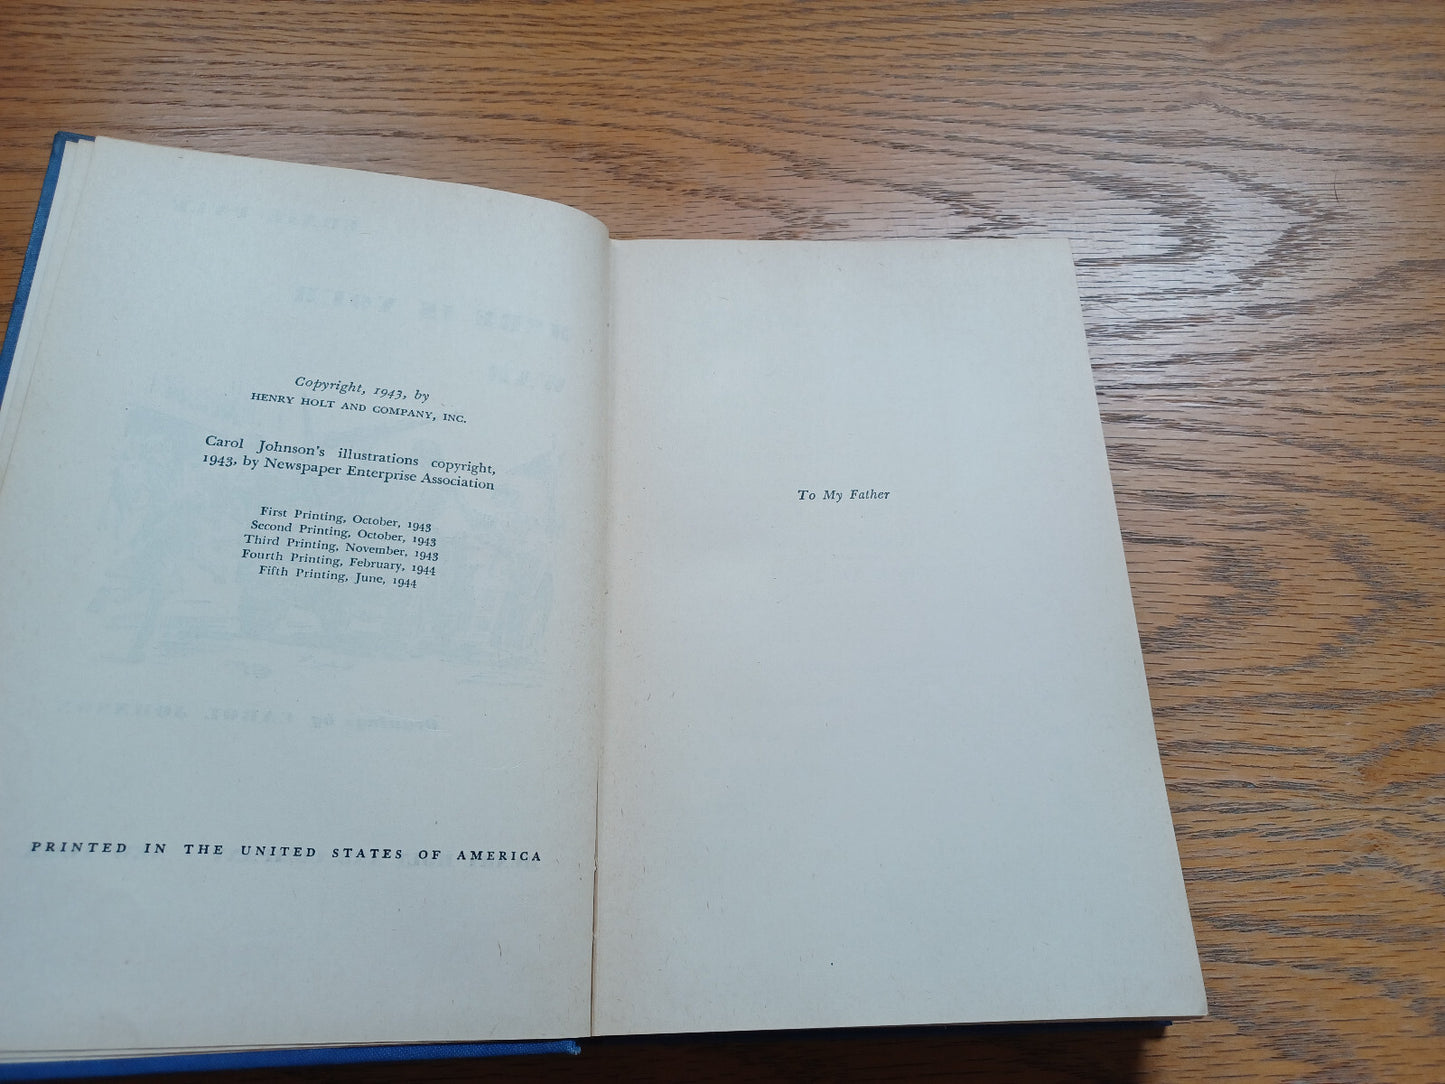 Copyright, 1943, by
HENRY HOLT AND COMPANY, INC.
Carol Johnson's illustrations copyright,
1943, by Newspaper Enterprise Association
First Printing, October, 1943
Second Printing, October, 1943
Third Printing, November, 1943
Fourth Printing, February, 1944
Fifth Printing, June, 1944
PRINTED IN THE UNITED STATES OF AMERICA
To My Father